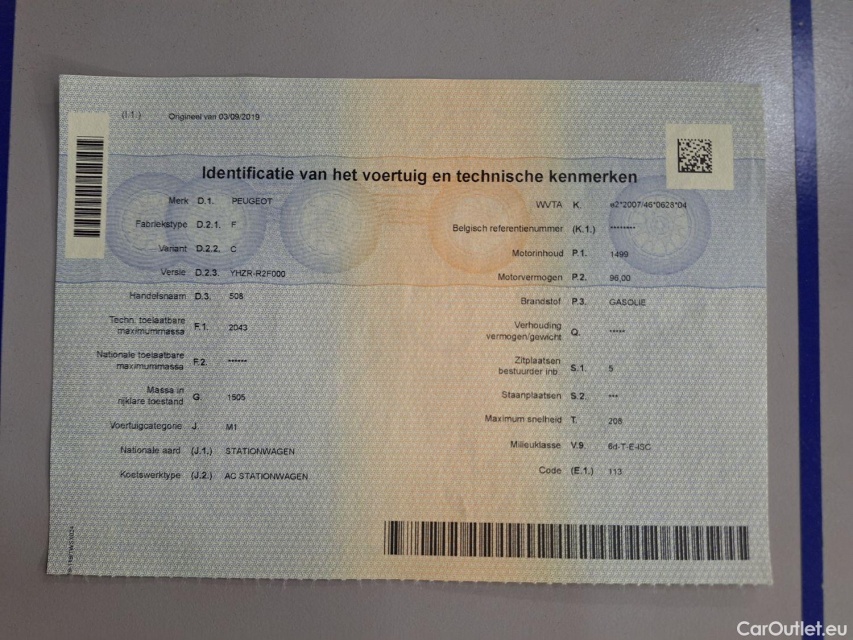 (I.1.) Origineel van 03/09/2019
Identificatie van het voertuig en technische kenmerken
Merk D.1. PEUGEOT
Fabriekstype D.2.1. F
Variant D.2.2. C
Versie D.2.3. YHZR-R2F000
Handelsnaam D.3. 508
Techn. toelaatbare
maximummassa F.1. 2043
Nationale toelaatbare
maximummassa F.2. ******
Massa in
rijklare toestand G. 1505
Voertuigcategorie J. M1
Nationale aard (J.1.) STATIONWAGEN
Koetswerktype (J.2.) AC STATIONWAGEN
WVTA K. e2*2007/46*0628*04
Belgisch referentienummer (K.1.) ********
Motorinhoud P.1. 1499
Motorvermogen P.2. 96,00
Brandstof P.3. GASOLIE
Verhouding
vermogen/gewicht Q. *****
Zitplaatsen
bestuurder inb. S.1. 5
Staanplaatsen S.2. ***
Maximum snelheid T. 208
Milieuklasse V.9. 6d-T-E-ISC
Code (E.1.) 113
CarOutlet.eu